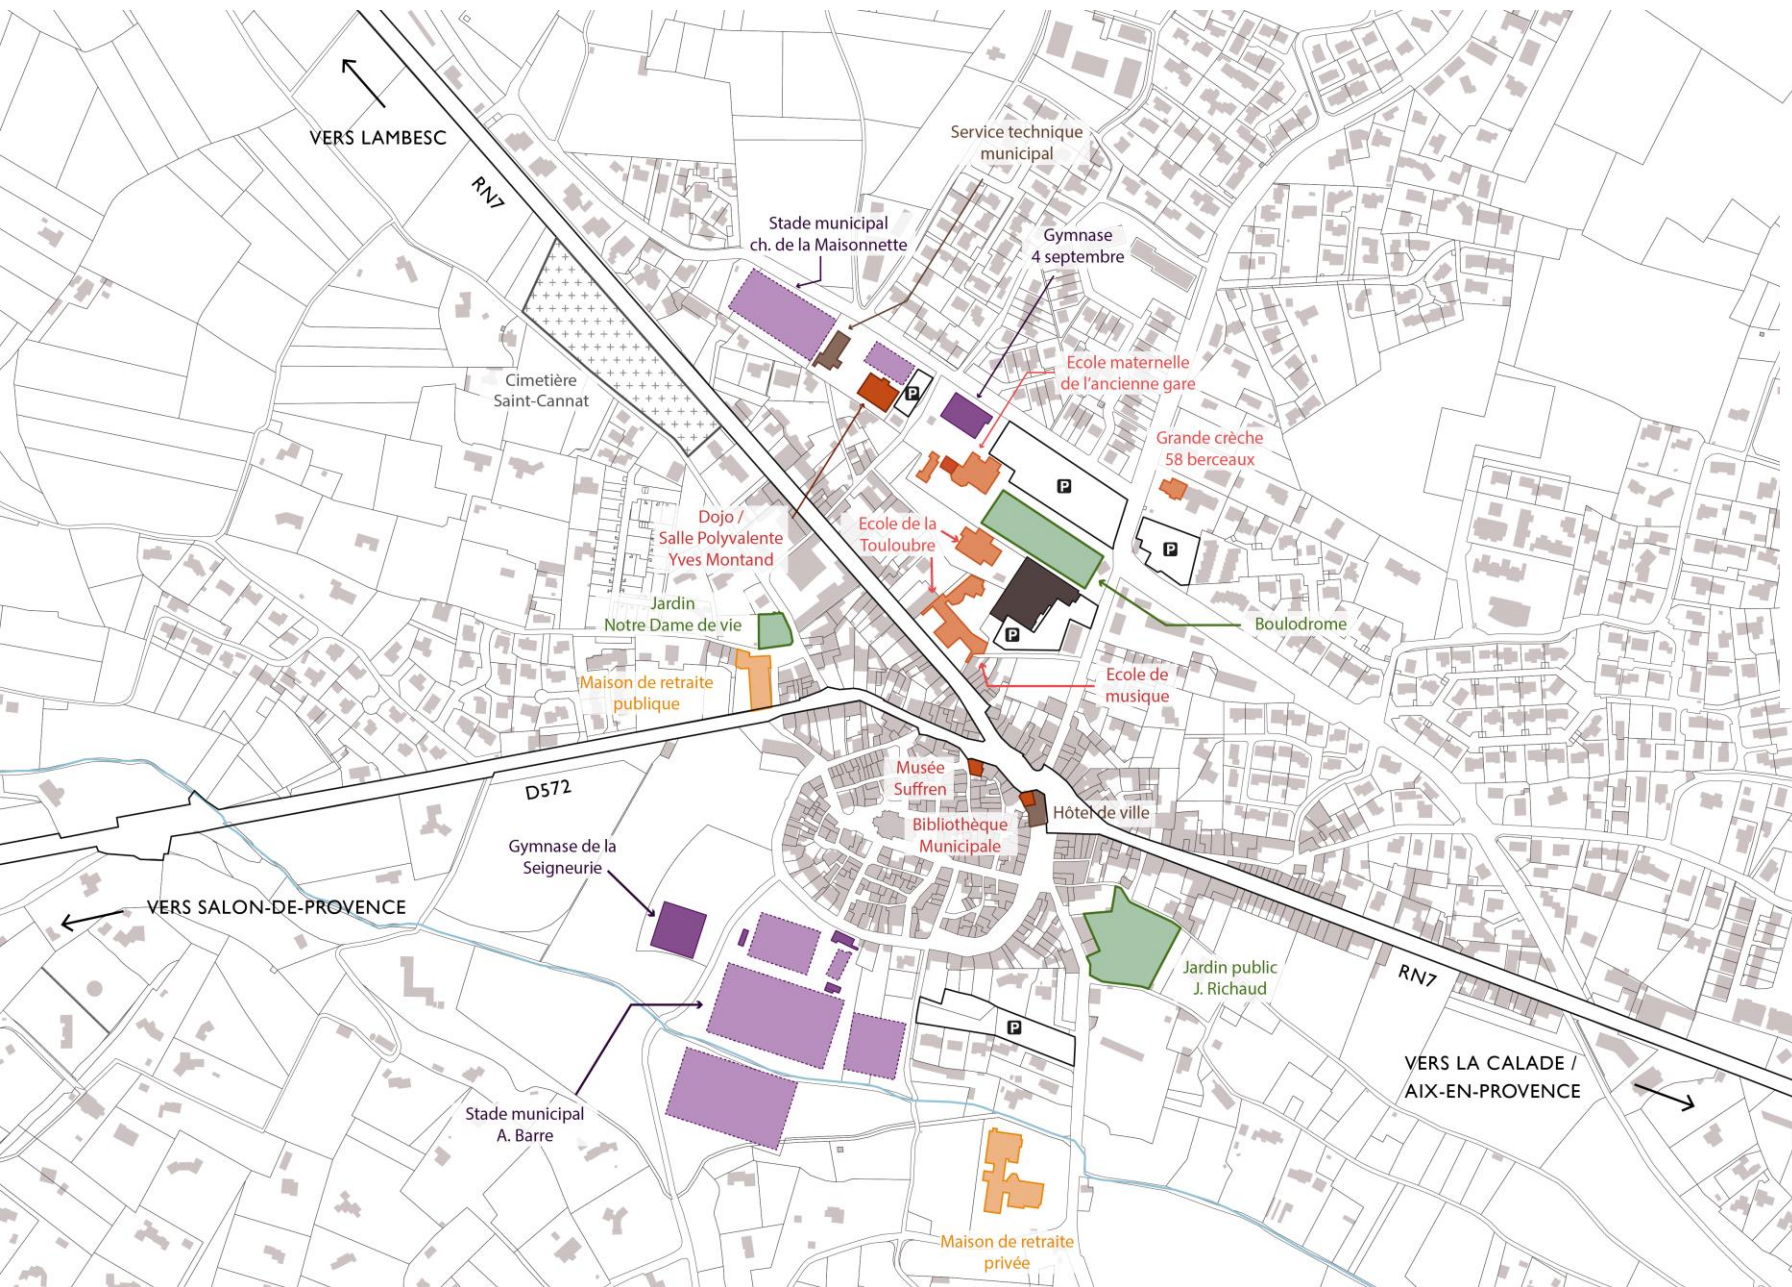 VERS LAMBESC
RN7
Service technique
municipal
Stade municipal
ch. de la Maisonnette
Gymnase
4 septembre
Cimetière
Saint-Cannat
Ecole maternelle
de l'ancienne gare
P
Grande crèche
58 berceaux
P
Dojo /
Salle Polyvalente
Yves Montand
Ecole de la
Touloubre
P
Jardin
Notre Dame de vie
P
Boulodrome
Maison de retraite
publique
Ecole de
musique
D572
Musée
Suffren
Hôtel de ville
Bibliothèque
Municipale
Gymnase de la
Seigneurie
VERS SALON-DE-PROVENCE
Jardin public
J. Richaud
RN7
P
VERS LA CALADE /
AIX-EN-PROVENCE
Stade municipal
A. Barre
Maison de retraite
privée